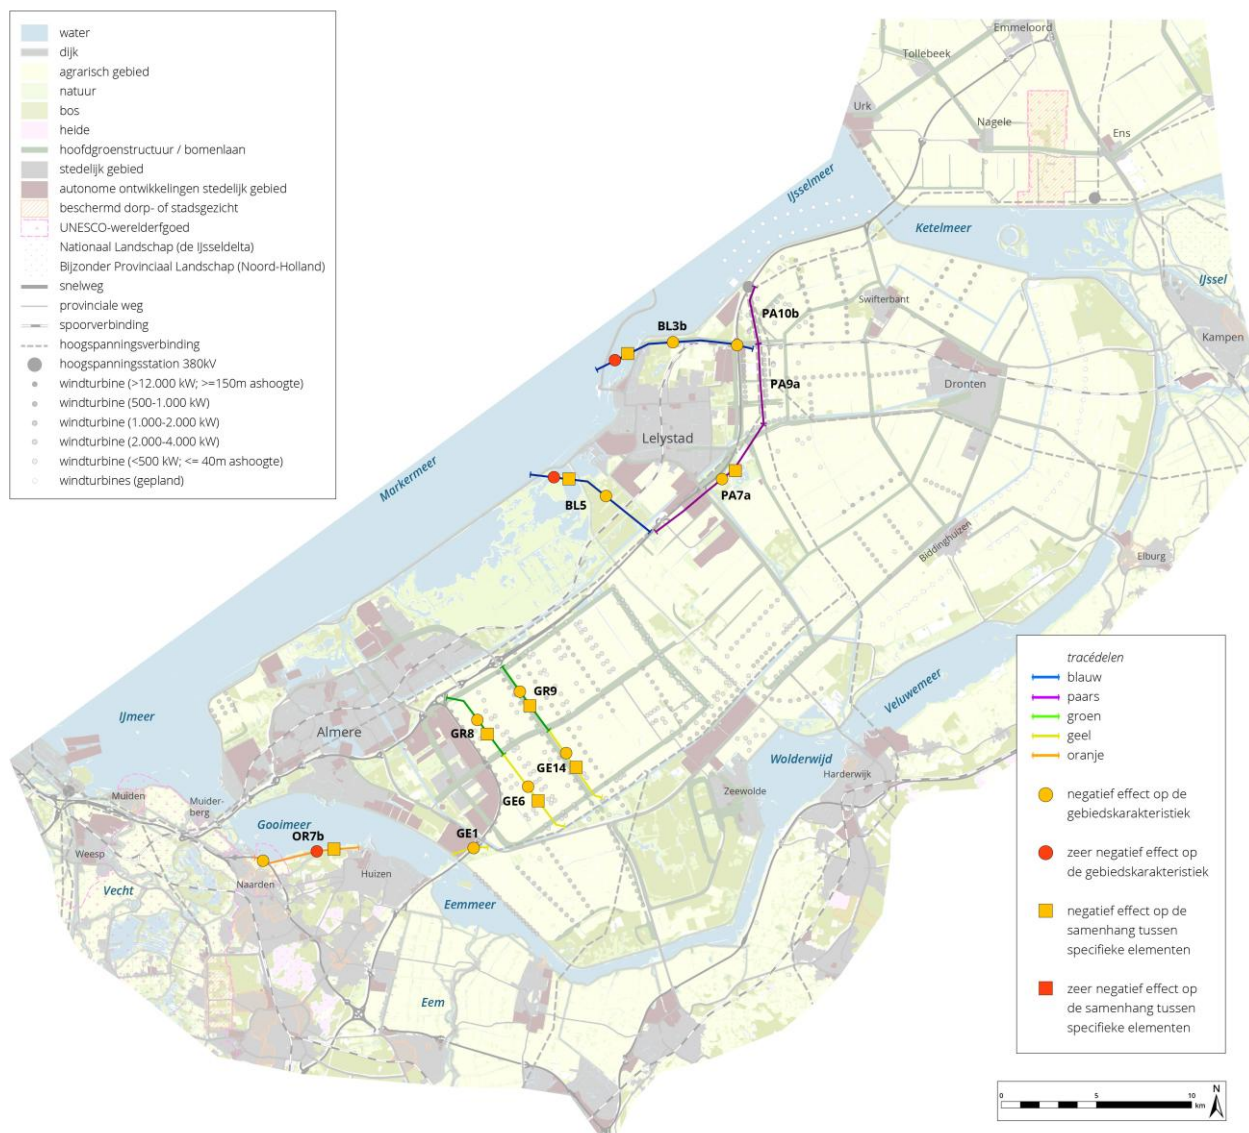 water
dijk
agrarisch gebied
natuur
bos
heide
hoofdgroenstructuur / bomenlaan
stedelijk gebied
autonome ontwikkelingen stedelijk gebied
beschermd dorp- of stadsgezicht
UNESCO-werelderfgoed
Nationaal Landschap (de IJsseldelta)
Bijzonder Provinciaal Landschap (Noord-Holland)
snelweg
provinciale weg
spoorverbinding
hoogspanningsverbinding
hoogspanningsstation 380kV
windturbine (>12.000 kW; >=150m ashoogte)
windturbine (500-1.000 kW)
windturbine (1.000-2.000 kW)
windturbine (2.000-4.000 kW)
windturbine (<500 kW; <= 40m ashoogte)
windturbines (gepland)
Emmeloord
Tollebeek
Urk
Nagele
Ens
IJsselmeer
Ketelmeer
IJssel
Swifterbant
Kampen
PA10b
BL3b
PA9a
Dronten
Lelystad
Markermeer
PA7a
BL5
Biddinghuizen
Elburg
Veluwemeer
GR9
IJmeer
Almere
GR8
GE14
Wolderwijd
Harderwijk
Zeewolde
GE6
Muiden
Muider-
berg
Gooimeer
OR7b
GE1
Weesp
Naarden
Huizen
Vecht
Eemmeer
Eem
tracédelen
blauw
paars
groen
geel
oranje
negatief effect op de
gebiedskarakteristiek
zeer negatief effect op
de gebiedskarakteristiek
negatief effect op de
samenhang tussen
specifieke elementen
zeer negatief effect op
de samenhang tussen
specifieke elementen
0 5 10
km
N